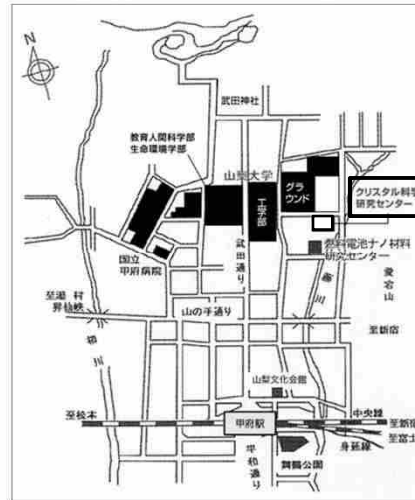 N
武田神社
教育人間科学部
生命環境学部
山梨大学
クリスタル科学
研究センター
グラウンド
工学部
燃料電池ナノ材料
研究センター
武田通り
国立
甲府病院
愛宕山
藤川
至湯村
昇仙峡
山の手通り
至新宿
相川
山梨文化会館
至松本
甲府駅
中央線
至新宿
至富士
身延線
平和通り
舞鶴公園